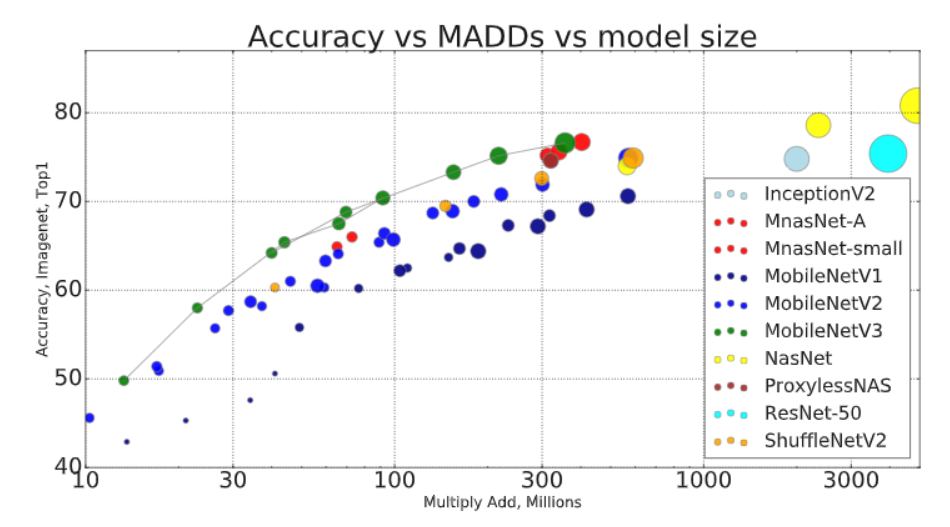 Accuracy vs MADDs vs model size
Accuracy, Imagenet, Top1
80
70
60
50
40
10 30 100 300 1000 3000
Multiply Add, Millions
InceptionV2
MnasNet-A
MnasNet-small
MobileNetV1
MobileNetV2
MobileNetV3
NasNet
ProxylessNAS
ResNet-50
ShuffleNetV2